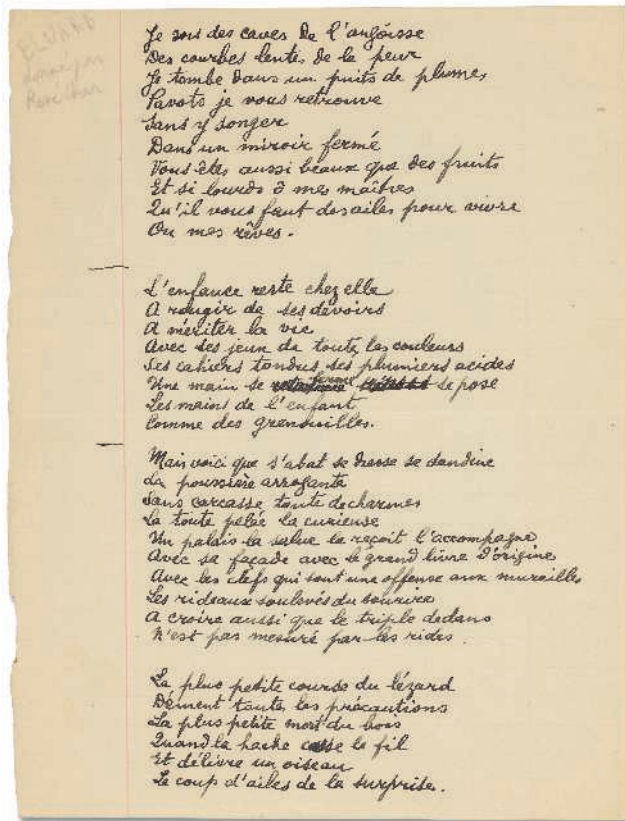 ELUARD
donné par
Je sors des caves de l'angoisse
Des courbes lentes de la peur
Je tombe dans un puits de plumes
Pavots je vous retrouve
Sans y songer
Dans un miroir fermé
Vous êtes aussi beaux que des fruits
Et si lourds ô mes maîtres
Qu'il vous faut des ailes pour vivre
Ou mes rêves.
L'enfance reste chez elle
A rougir de ses devoirs
A mériter la vie
Avec des jeux de toutes les couleurs
Ses cahiers tondus ses plumiers acides
Une main se ferme se pose
Les mains de l'enfant
Comme des grenouilles.
Mais voici que s'abat se dresse se dandine
La poussière arrogante
Sans carcasse toute de charmes
La toute pelée la curieuse
Un palais la salue la reçoit l'accompagne
Avec sa façade avec le grand livre d'origine
Avec les clefs qui sont une offense aux murailles
Les rideaux soulevés du sourire
A croire aussi que le triple dedans
N'est pas mesuré par les rides.
La plus petite course du lézard
Dément toutes les précautions
La plus petite mort du bois
Quand la hache casse le fil
Et délivre un oiseau
Le coup d'ailes de la surprise.